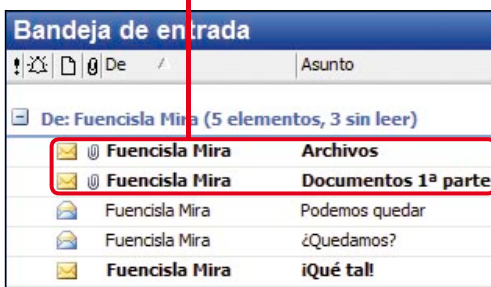 Bandeja de entrada
! De Asunto
De: Fuencisla Mira (5 elementos, 3 sin leer)
Fuencisla Mira Archivos
Fuencisla Mira Documentos 1ª parte
Fuencisla Mira Podemos quedar
Fuencisla Mira ¿Quedamos?
Fuencisla Mira ¡Qué tal!